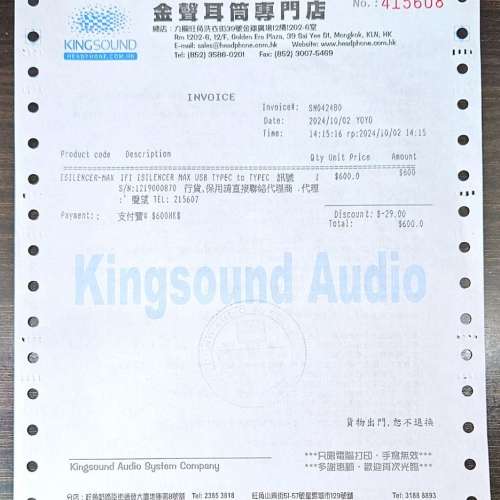 金聲耳筒專門店
No.: 415608
KINGSOUND
HEADPHONE.COM.HK
總店：九龍旺角洗衣街39號金雞廣場12樓1202-6室
Rm 1202-6, 12/F, Golden Era Plaza, 39 Sai Yee St, Mongkok, KLN, HK
E-mail: sales@headphone.com.hk Website: www.headphone.com.hk
Tel: (852) 3586-0201 Fax: (852) 3007-5469
INVOICE
Invoice#: SM042480
Date: 2024/10/02 YOYO
Time: 14:15:16 rp:2024/10/02 14:15
Product code Description Qty Unit Price Amount
ISILENCER-MAX IFI ISILENCER MAX USB TYPEC to TYPEC 訊號 1 $600.0 $600
S/N:1219000870 行貨,保用請直接聯絡代理商 .代理
:' 聲望 TEL: 215607
Payment: 支付寶# $600HK$
Discount: $-29.00
Total: $600.0
Kingsound Audio
貨物出門,恕不退換
Kingsound Audio System Company
***只限電腦打印、手寫無效***
***多謝惠顧、歡迎再次光臨***
Tel: 2385 3818
Tel: 3188 8893